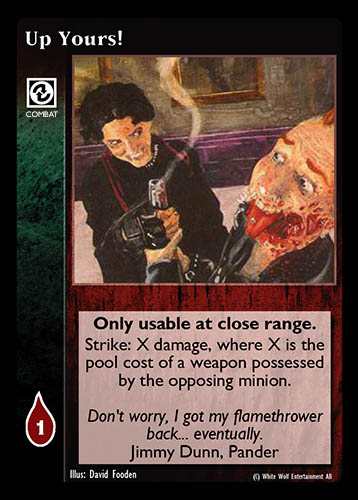 Up Yours!
COMBAT
Only usable at close range.
Strike: X damage, where X is the
pool cost of a weapon possessed
by the opposing minion.
Don't worry, I got my flamethrower
back... eventually.
Jimmy Dunn, Pander
1
Illus: David Fooden
(C) White Wolf Entertainment AB